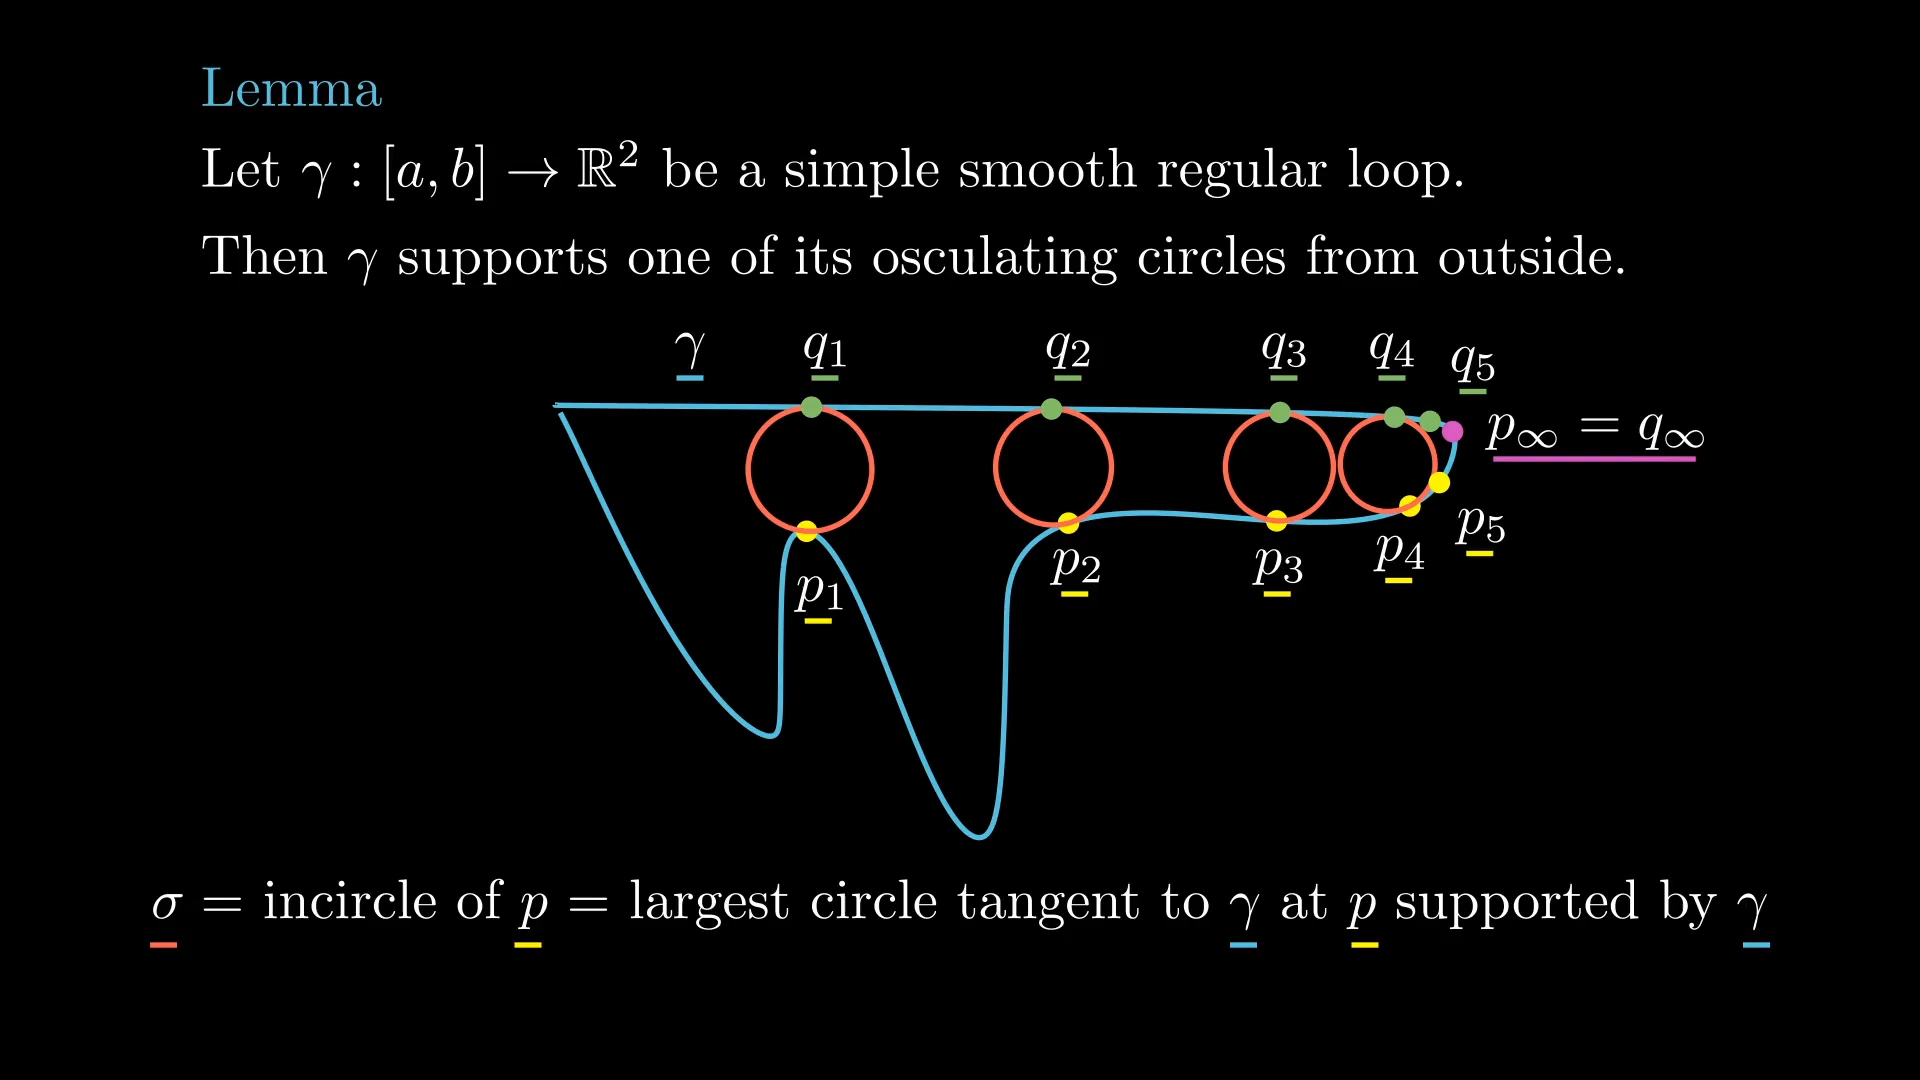 Lemma
Let γ : [a, b] → ℝ² be a simple smooth regular loop.
Then γ supports one of its osculating circles from outside.
γ q₁ q₂ q₃ q₄ q₅
p∞ = q∞
p₁ p₂ p₃ p₄ p₅
σ = incircle of p = largest circle tangent to γ at p supported by γ